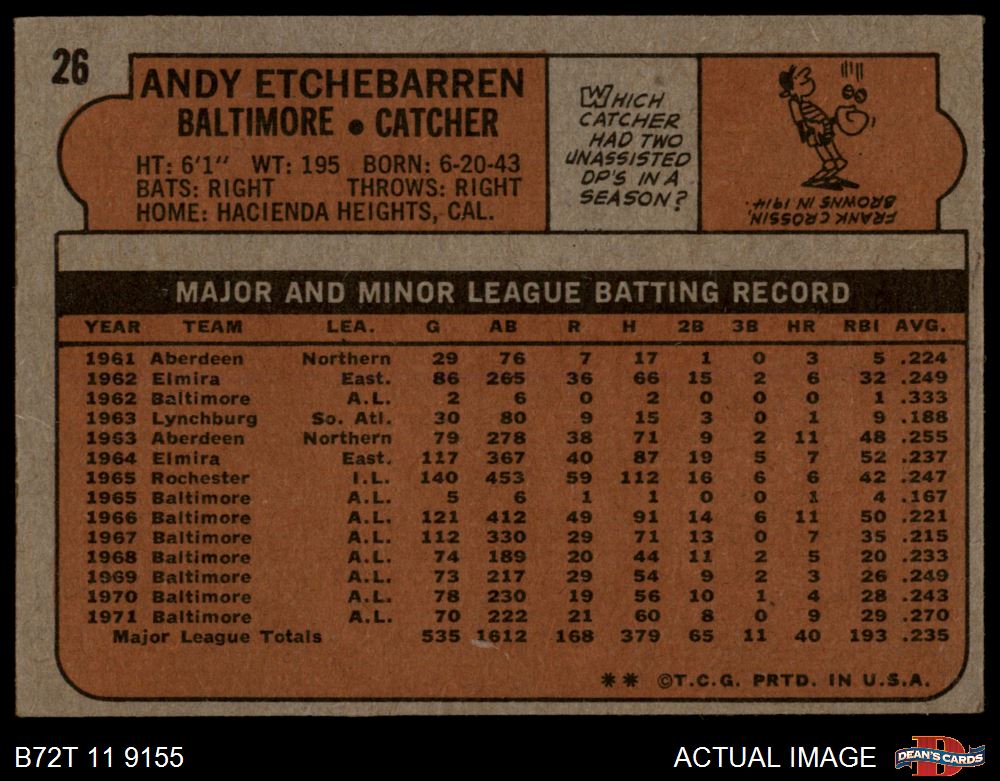 26
ANDY ETCHEBARREN
BALTIMORE • CATCHER
HT: 6'1" WT: 195 BORN: 6-20-43
BATS: RIGHT THROWS: RIGHT
HOME: HACIENDA HEIGHTS, CAL.
WHICH
CATCHER
HAD TWO
UNASSISTED
DP'S IN A
SEASON?
FRANK CROSSIN,
BROWNS IN 1914.
MAJOR AND MINOR LEAGUE BATTING RECORD
YEAR TEAM LEA. G AB R H 2B 3B HR RBI AVG.
1961 Aberdeen Northern 29 76 7 17 1 0 3 5 .224
1962 Elmira East. 86 265 36 66 15 2 6 32 .249
1962 Baltimore A.L. 2 6 0 2 0 0 0 1 .333
1963 Lynchburg So. Atl. 30 80 9 15 3 0 1 9 .188
1963 Aberdeen Northern 79 278 38 71 9 2 11 48 .255
1964 Elmira East. 117 367 40 87 19 5 7 52 .237
1965 Rochester I.L. 140 453 59 112 16 6 6 42 .247
1965 Baltimore A.L. 5 6 1 1 0 0 1 4 .167
1966 Baltimore A.L. 121 412 49 91 14 6 11 50 .221
1967 Baltimore A.L. 112 330 29 71 13 0 7 35 .215
1968 Baltimore A.L. 74 189 20 44 11 2 5 20 .233
1969 Baltimore A.L. 73 217 29 54 9 2 3 26 .249
1970 Baltimore A.L. 78 230 19 56 10 1 4 28 .243
1971 Baltimore A.L. 70 222 21 60 8 0 9 29 .270
Major League Totals 535 1612 168 379 65 11 40 193 .235
** ©T.C.G. PRTD. IN U.S.A.
B72T 11 9155
ACTUAL IMAGE
D
DEAN'S CARDS